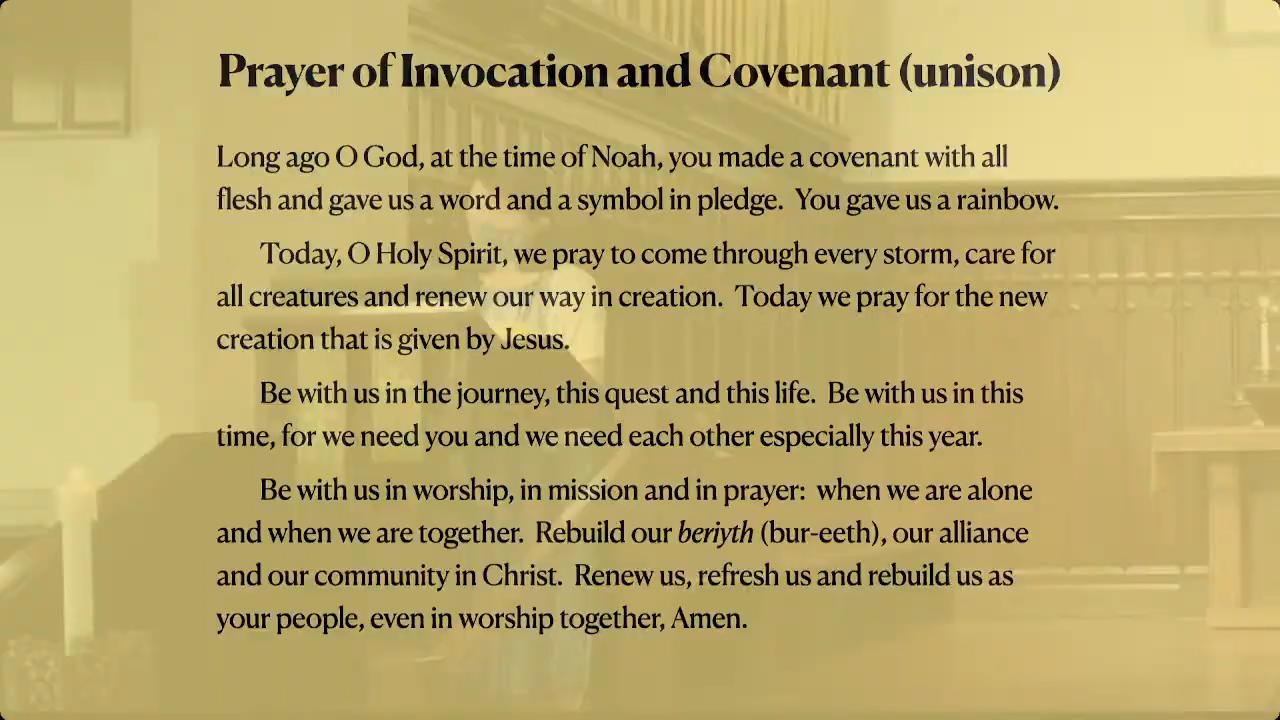 Prayer of Invocation and Covenant (unison)
Long ago O God, at the time of Noah, you made a covenant with all
flesh and gave us a word and a symbol in pledge.  You gave us a rainbow.
Today, O Holy Spirit, we pray to come through every storm, care for
all creatures and renew our way in creation.  Today we pray for the new
creation that is given by Jesus.
Be with us in the journey, this quest and this life.  Be with us in this
time, for we need you and we need each other especially this year.
Be with us in worship, in mission and in prayer:  when we are alone
and when we are together.  Rebuild our beriyth (bur-eeth), our alliance
and our community in Christ.  Renew us, refresh us and rebuild us as
your people, even in worship together, Amen.